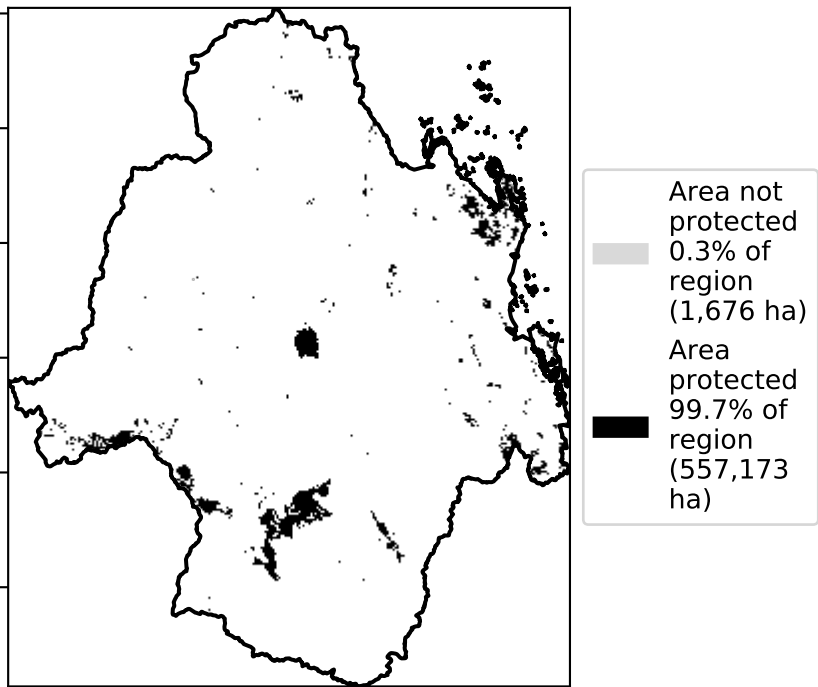 Area not
protected
0.3% of
region
(1,676 ha)
Area
protected
99.7% of
region
(557,173
ha)